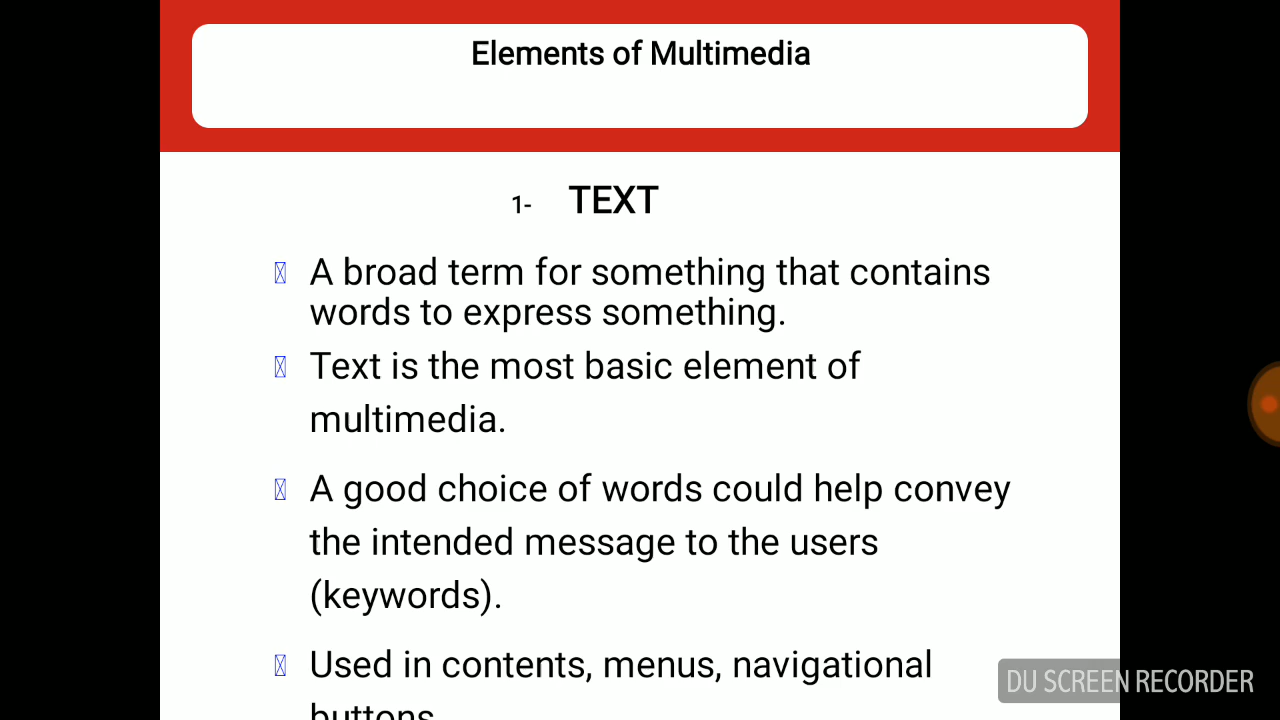 Elements of Multimedia
1- TEXT
A broad term for something that contains
words to express something.
Text is the most basic element of
multimedia.
A good choice of words could help convey
the intended message to the users
(keywords).
Used in contents, menus, navigational
buttons
DU SCREEN RECORDER